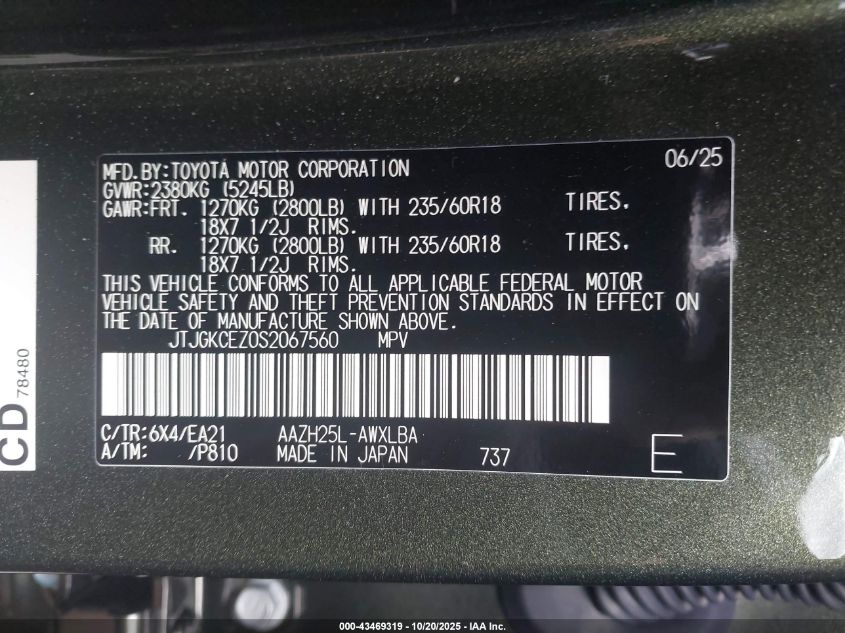 MFD.BY:TOYOTA MOTOR CORPORATION 06/25
GVWR:2380KG (5245LB)
GAWR:FRT. 1270KG (2800LB) WITH 235/60R18 TIRES.
18X7 1/2J RIMS.
RR. 1270KG (2800LB) WITH 235/60R18 TIRES.
18X7 1/2J RIMS.
THIS VEHICLE CONFORMS TO ALL APPLICABLE FEDERAL MOTOR
VEHICLE SAFETY AND THEFT PREVENTION STANDARDS IN EFFECT ON
THE DATE OF MANUFACTURE SHOWN ABOVE.
JTJGKCEZ0S2067560 MPV
C/TR:6X4/EA21 AAZH25L-AWXLBA
A/TM: /P810 MADE IN JAPAN 737 E
CD 78480
000-43469319 - 10/20/2025 - IAA Inc.